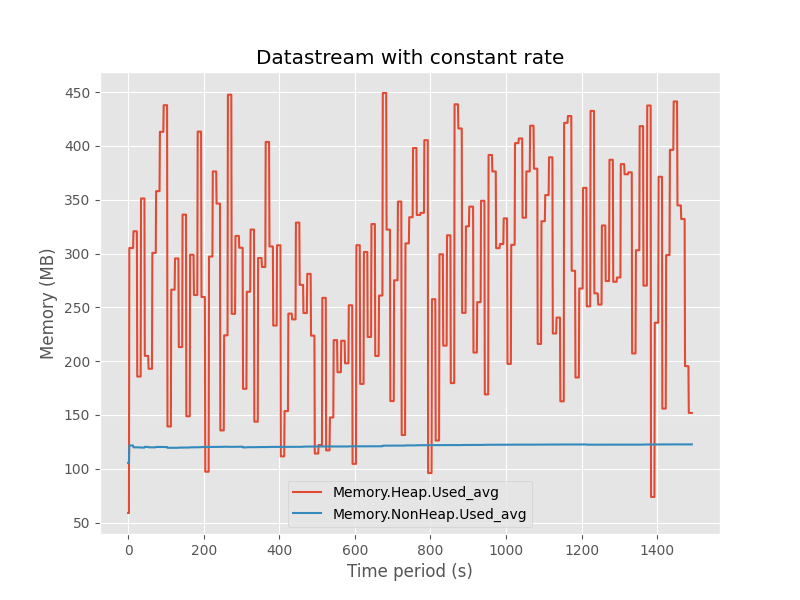 Datastream with constant rate
Memory (MB)
450
400
350
300
250
200
150
100
50
Memory.Heap.Used_avg
Memory.NonHeap.Used_avg
0 200 400 600 800 1000 1200 1400
Time period (s)